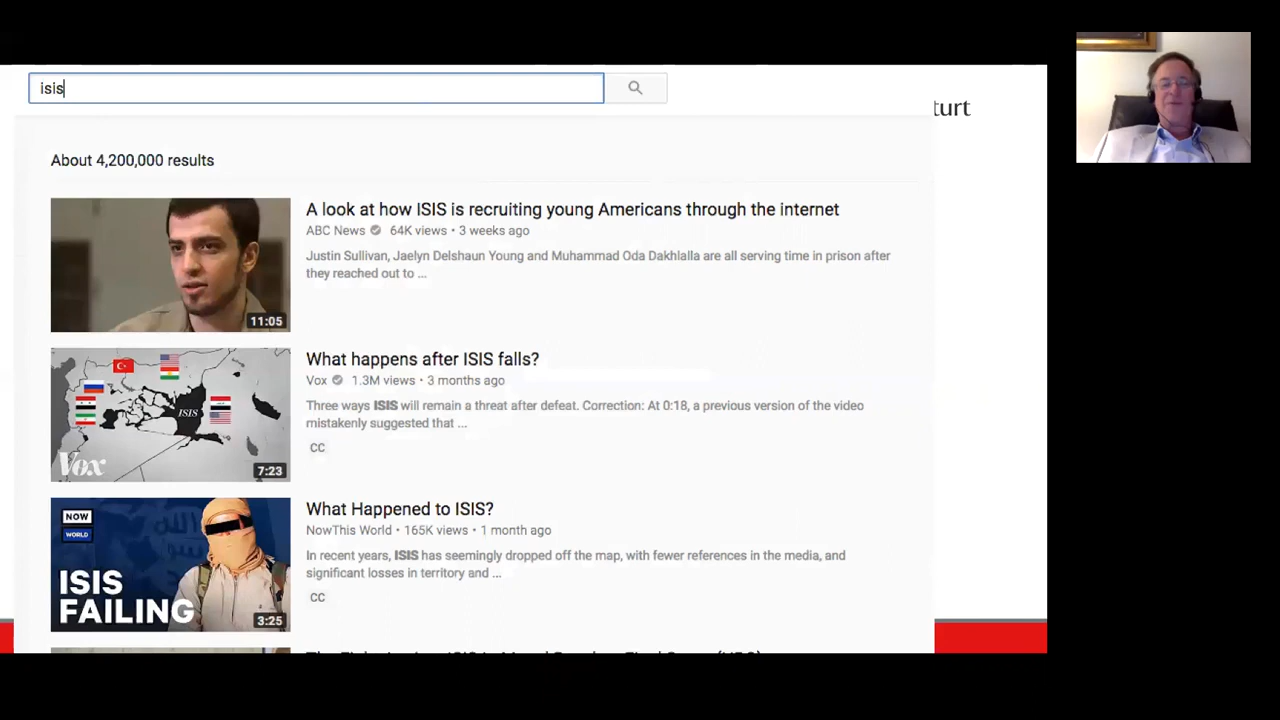 isis
turt
About 4,200,000 results
A look at how ISIS is recruiting young Americans through the internet
ABC News 64K views • 3 weeks ago
Justin Sullivan, Jaelyn Delshaun Young and Muhammad Oda Dakhlalla are all serving time in prison after
they reached out to ...
11:05
What happens after ISIS falls?
Vox 1.3M views • 3 months ago
Three ways ISIS will remain a threat after defeat. Correction: At 0:18, a previous version of the video
mistakenly suggested that ...
CC
ISIS
Vox
7:23
What Happened to ISIS?
NowThis World • 165K views • 1 month ago
In recent years, ISIS has seemingly dropped off the map, with fewer references in the media, and
significant losses in territory and ...
CC
NOW
WORLD
ISIS
FAILING
3:25